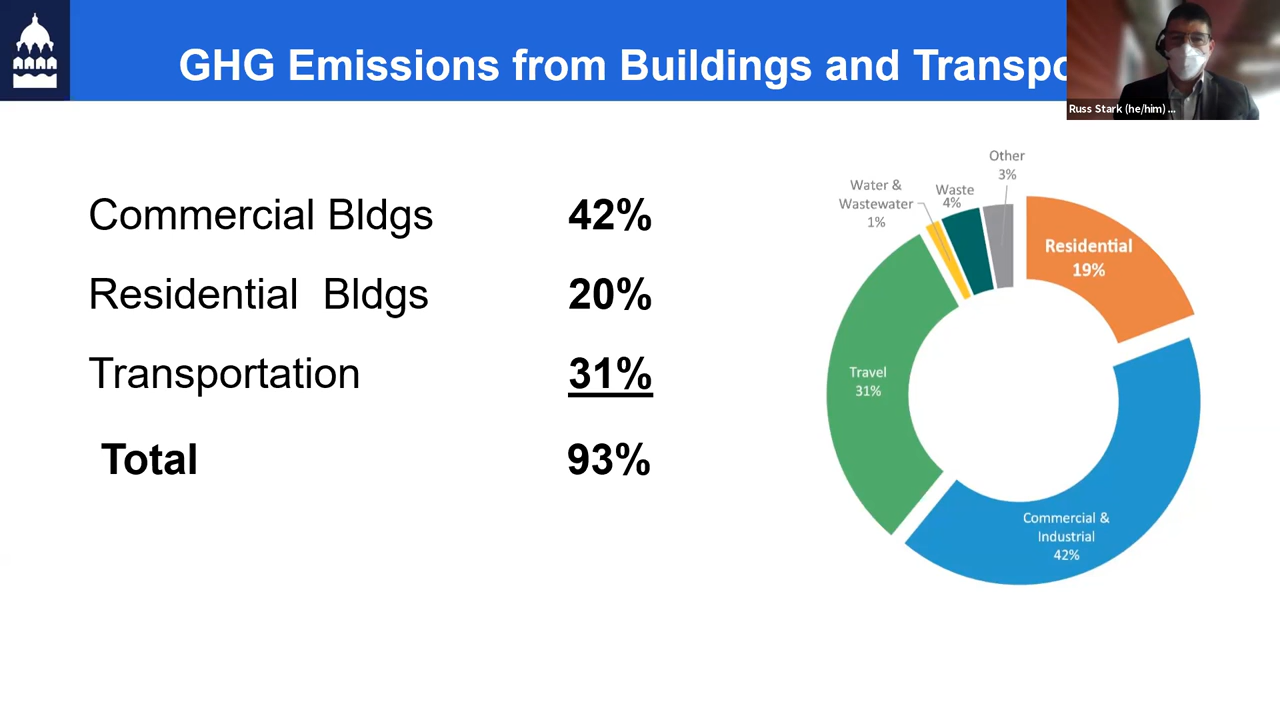 GHG Emissions from Buildings and Transpo
Russ Stark (he/him) ...
Commercial Bldgs 42%
Residential Bldgs 20%
Transportation 31%
Total 93%
Other
3%
Water &
Wastewater
1%
Waste
4%
Residential
19%
Travel
31%
Commercial &
Industrial
42%